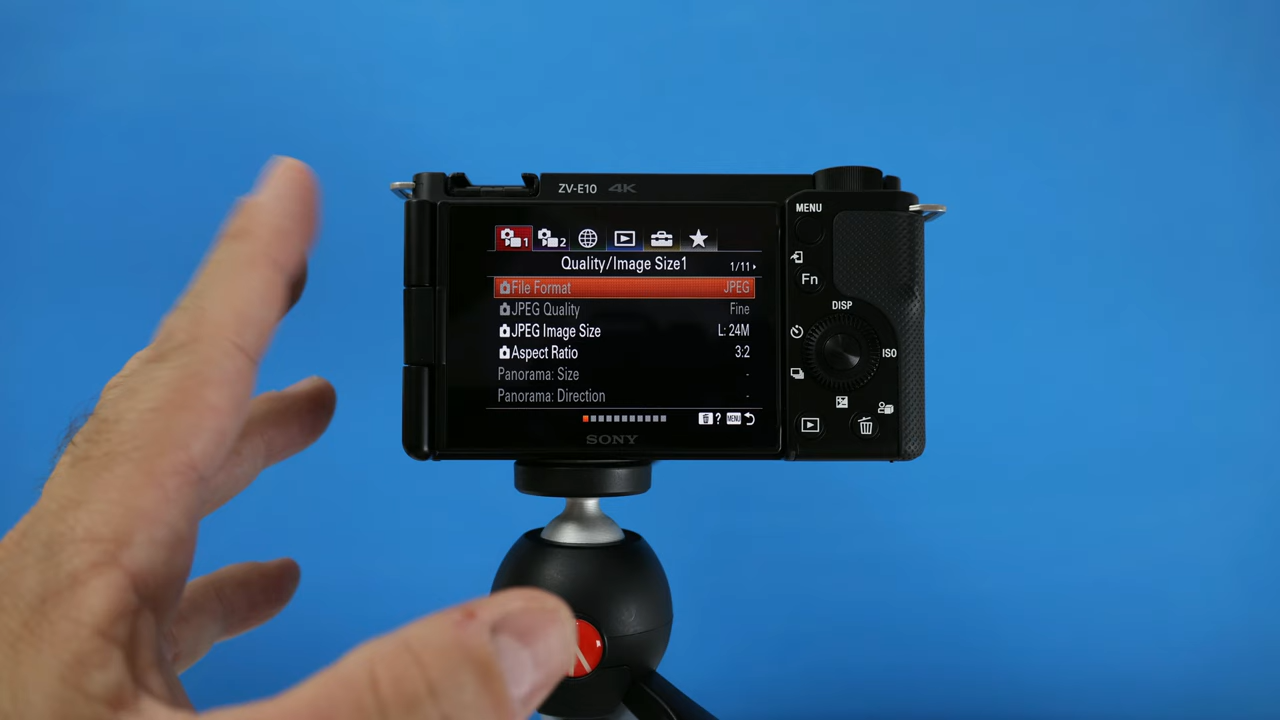 ZV-E10 4K
MENU
1 2
Quality/Image Size1 1/11
File Format JPEG
Fn
JPEG Quality Fine
DISP
JPEG Image Size L: 24M
Aspect Ratio 3:2
ISO
Panorama: Size -
Panorama: Direction -
? MENU
SONY